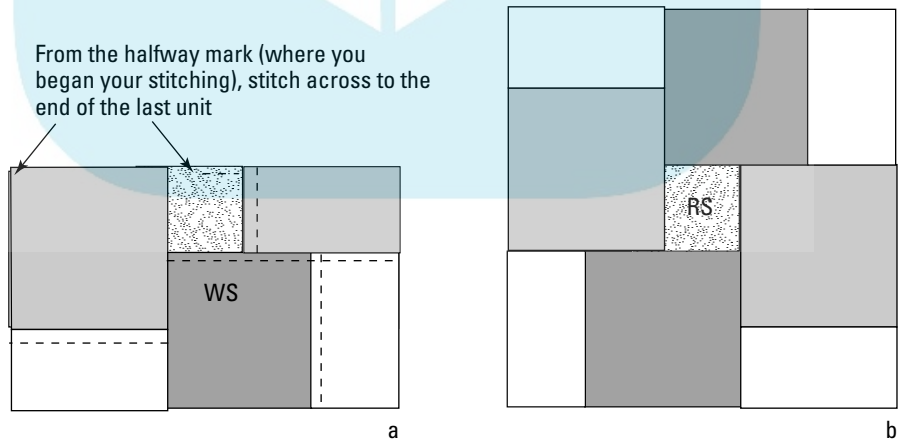 From the halfway mark (where you
began your stitching), stitch across to the
end of the last unit
WS
RS
a
b